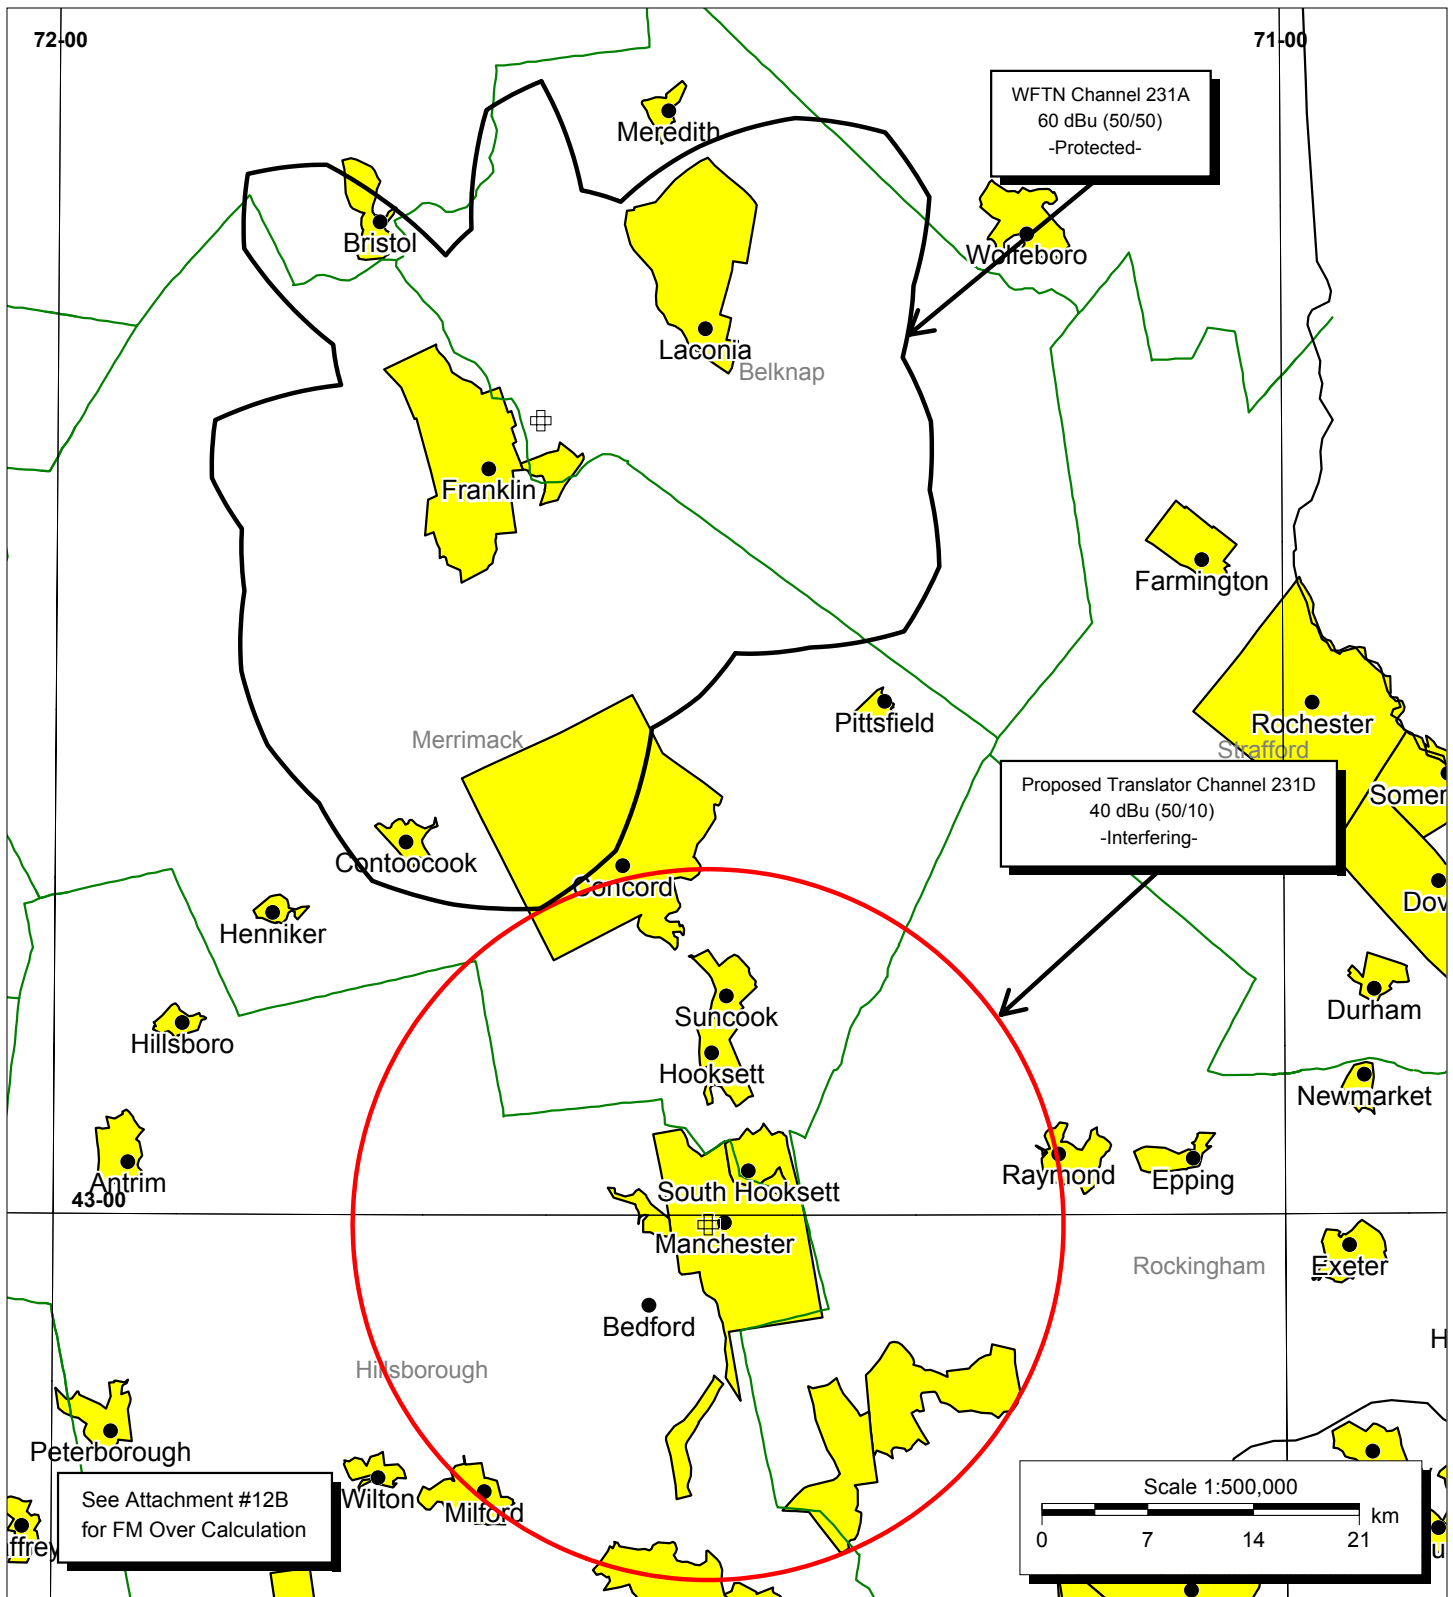 72-00
71-00
WFTN Channel 231A
60 dBu (50/50)
-Protected-
Meredith
Bristol
Wolfeboro
Laconia
Belknap
Franklin
Farmington
Pittsfield
Rochester
Merrimack
Strafford
Proposed Translator Channel 231D
40 dBu (50/10)
-Interfering-
Somer
Contoocook
Concord
Dov
Henniker
Suncook
Durham
Hillsboro
Hooksett
Newmarket
Antrim
43-00
South Hooksett
Raymond
Epping
Manchester
Rockingham
Exeter
Bedford
H
Hillsborough
Peterborough
See Attachment #12B
for FM Over Calculation
Wilton
Milford
Scale 1:500,000
km
0 7 14 21
ffrey
u